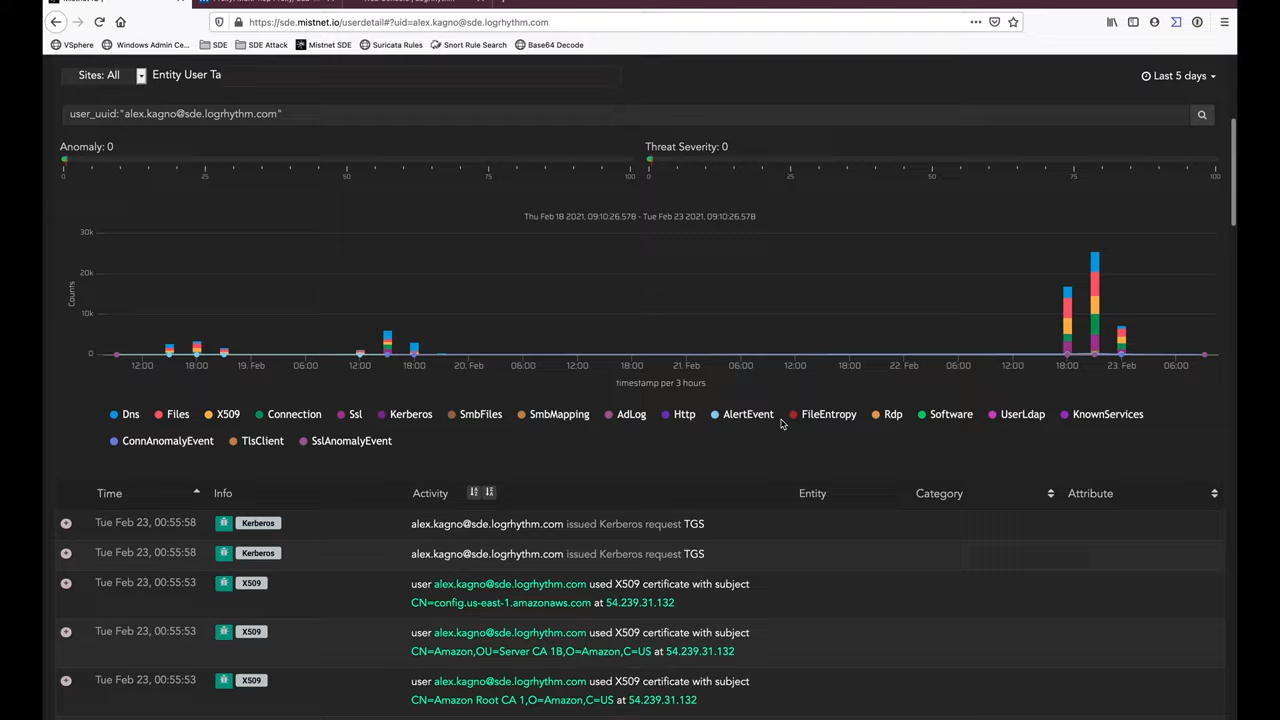 https://sde.mistnet.io/userdetail#?uid=alex.kagno@sde.logrhythm.com
VSphere Windows Admin Ce... SDE SDE Attack Mistnet SDE Suricata Rules Snort Rule Search Base64 Decode
Sites: All Entity User Ta Last 5 days
user_uuid:"alex.kagno@sde.logrhythm.com"
Anomaly: 0 Threat Severity: 0
0 25 50 75 100 0 25 50 75 100
Thu Feb 18 2021, 09:10:26.578 - Tue Feb 23 2021, 09:10:26.578
30k
20k
Counts
10k
0
12:00 18:00 19. Feb 06:00 12:00 18:00 20. Feb 06:00 12:00 18:00 21. Feb 06:00 12:00 18:00 22. Feb 06:00 12:00 18:00 23. Feb 06:00
timestamp per 3 hours
Dns Files X509 Connection Ssl Kerberos SmbFiles SmbMapping AdLog Http AlertEvent FileEntropy Rdp Software UserLdap KnownServices
ConnAnomalyEvent TlsClient SslAnomalyEvent
Time Info Activity Entity Category Attribute
Tue Feb 23, 00:55:58 Kerberos alex.kagno@sde.logrhythm.com issued Kerberos request TGS
Tue Feb 23, 00:55:58 Kerberos alex.kagno@sde.logrhythm.com issued Kerberos request TGS
Tue Feb 23, 00:55:53 X509 user alex.kagno@sde.logrhythm.com used X509 certificate with subject
CN=config.us-east-1.amazonaws.com at 54.239.31.132
Tue Feb 23, 00:55:53 X509 user alex.kagno@sde.logrhythm.com used X509 certificate with subject
CN=Amazon,OU=Server CA 1B,O=Amazon,C=US at 54.239.31.132
Tue Feb 23, 00:55:53 X509 user alex.kagno@sde.logrhythm.com used X509 certificate with subject
CN=Amazon Root CA 1,O=Amazon,C=US at 54.239.31.132